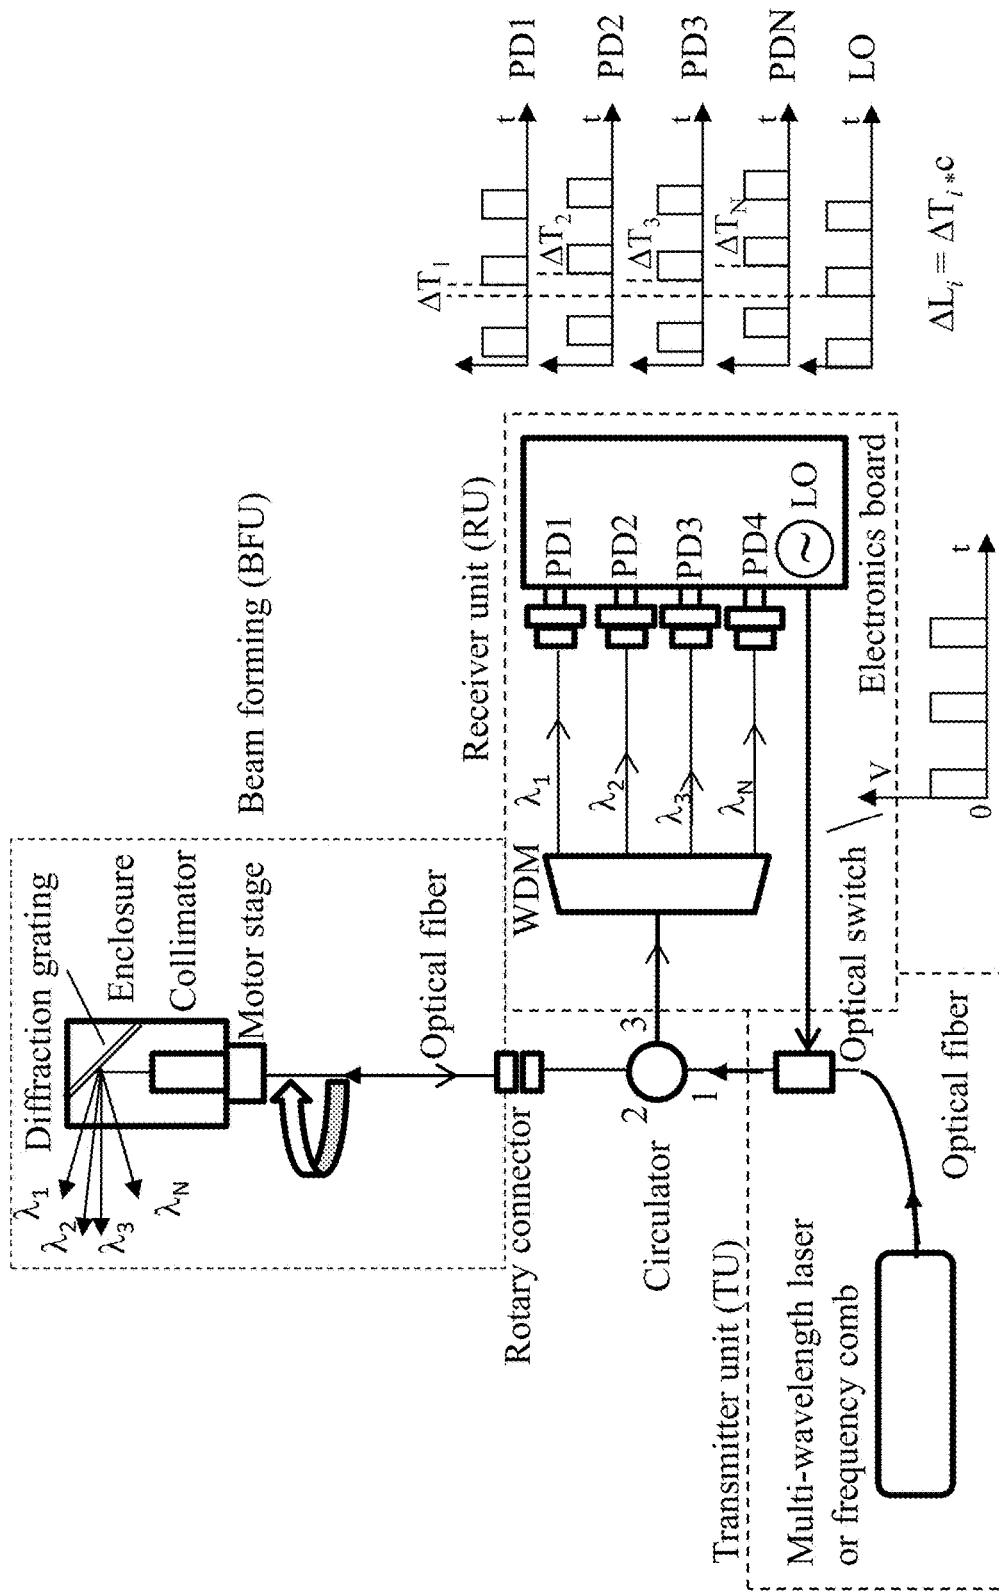 Diffraction grating
Enclosure
Collimator
Motor stage
Beam forming (BFU)
λ1
λ2
λ3
λN
Optical fiber
Rotary connector
Circulator
1
2
3
Transmitter unit (TU)
Multi-wavelength laser
or frequency comb
Optical fiber
Optical switch
Receiver unit (RU)
WDM
λ1
λ2
λ3
λN
PD1
PD2
PD3
PD4
LO
Electronics board
V
0
t
ΔT1
t
PD1
ΔT2
t
PD2
ΔT3
t
PD3
ΔTN
t
PDN
t
LO
ΔLi = ΔTi*c